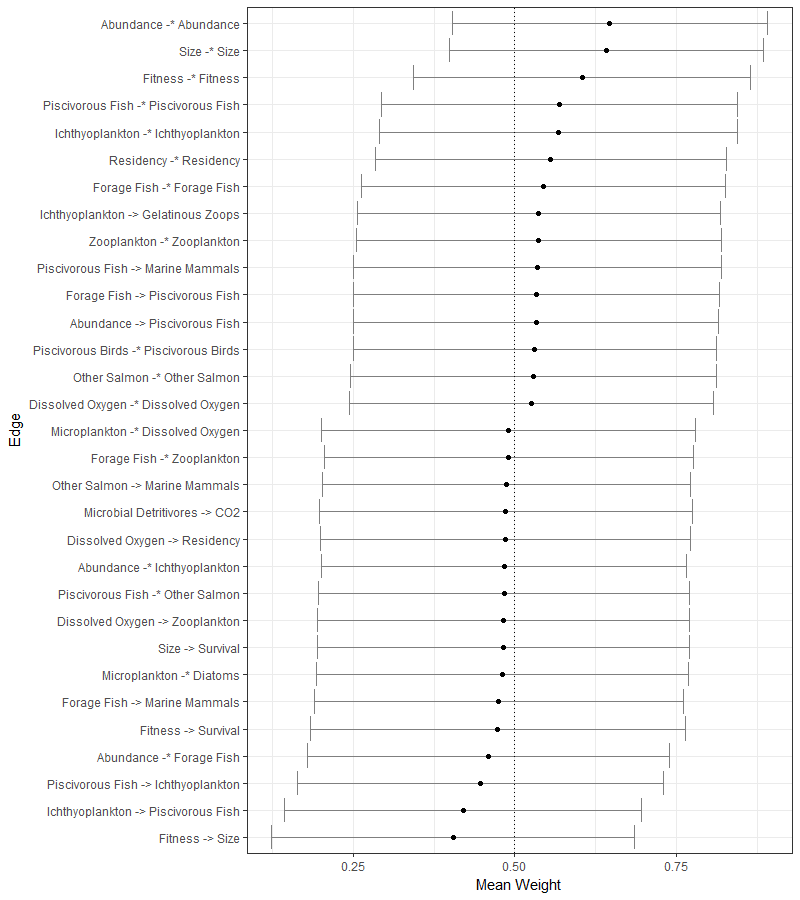 Abundance -* Abundance
Size -* Size
Fitness -* Fitness
Piscivorous Fish -* Piscivorous Fish
Ichthyoplankton -* Ichthyoplankton
Residency -* Residency
Forage Fish -* Forage Fish
Ichthyoplankton -> Gelatinous Zoops
Zooplankton -* Zooplankton
Piscivorous Fish -> Marine Mammals
Forage Fish -> Piscivorous Fish
Abundance -> Piscivorous Fish
Piscivorous Birds -* Piscivorous Birds
Other Salmon -* Other Salmon
Dissolved Oxygen -* Dissolved Oxygen
Microplankton -* Dissolved Oxygen
Forage Fish -* Zooplankton
Other Salmon -> Marine Mammals
Microbial Detritivores -> CO2
Dissolved Oxygen -> Residency
Abundance -* Ichthyoplankton
Piscivorous Fish -* Other Salmon
Dissolved Oxygen -> Zooplankton
Size -> Survival
Microplankton -* Diatoms
Forage Fish -> Marine Mammals
Fitness -> Survival
Abundance -* Forage Fish
Piscivorous Fish -> Ichthyoplankton
Ichthyoplankton -> Piscivorous Fish
Fitness -> Size
Edge
0.25 0.50 0.75
Mean Weight